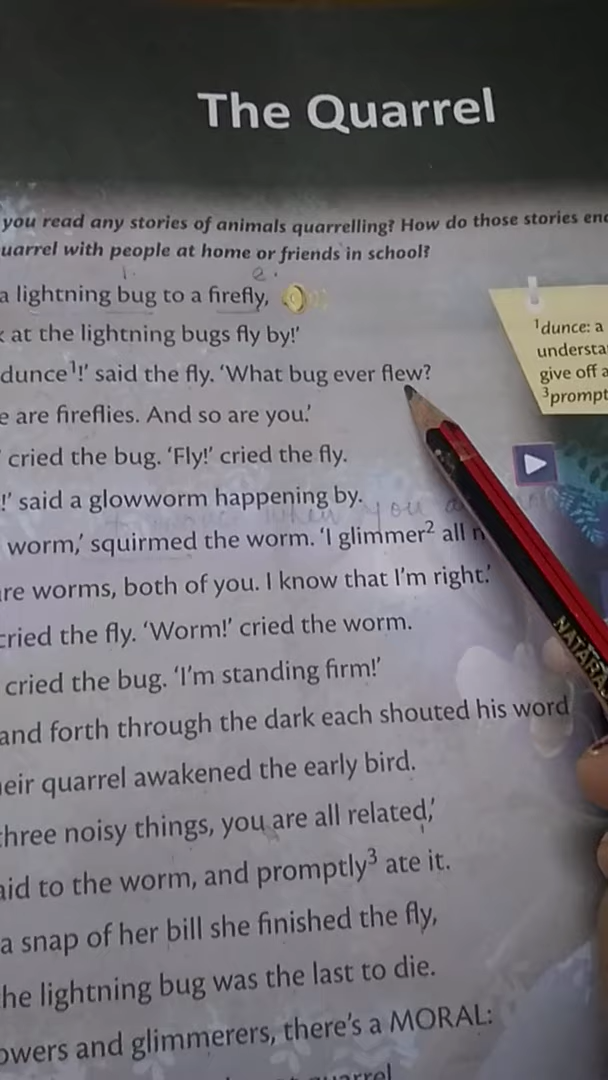 The Quarrel
you read any stories of animals quarrelling? How do those stories end
uarrel with people at home or friends in school?
a lightning bug to a firefly,
at the lightning bugs fly by!'
dunce¹!' said the fly. 'What bug ever flew?
e are fireflies. And so are you.'
cried the bug. 'Fly!' cried the fly.
!' said a glowworm happening by.
worm,' squirmed the worm. 'I glimmer² all
re worms, both of you. I know that I'm right.'
cried the fly. 'Worm!' cried the worm.
cried the bug. 'I'm standing firm!'
and forth through the dark each shouted his word
eir quarrel awakened the early bird.
three noisy things, you are all related,'
aid to the worm, and promptly³ ate it.
a snap of her bill she finished the fly,
he lightning bug was the last to die.
owers and glimmerers, there's a MORAL:
quarrel
¹dunce: a
understa
give off a
³prompt
NATARA